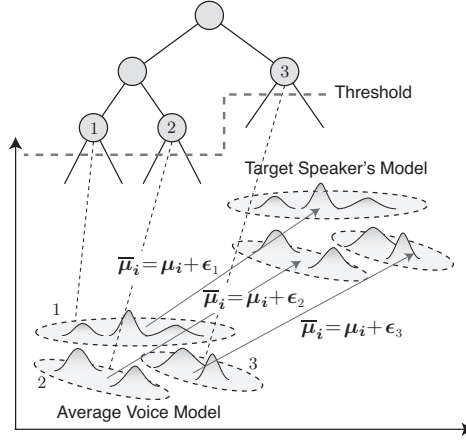 3
Threshold
1
2
Target Speaker's Model
μ̅ᵢ=μᵢ+ϵ₁
μ̅ᵢ=μᵢ+ϵ₂
1
μ̅ᵢ=μᵢ+ϵ₃
2
3
Average Voice Model